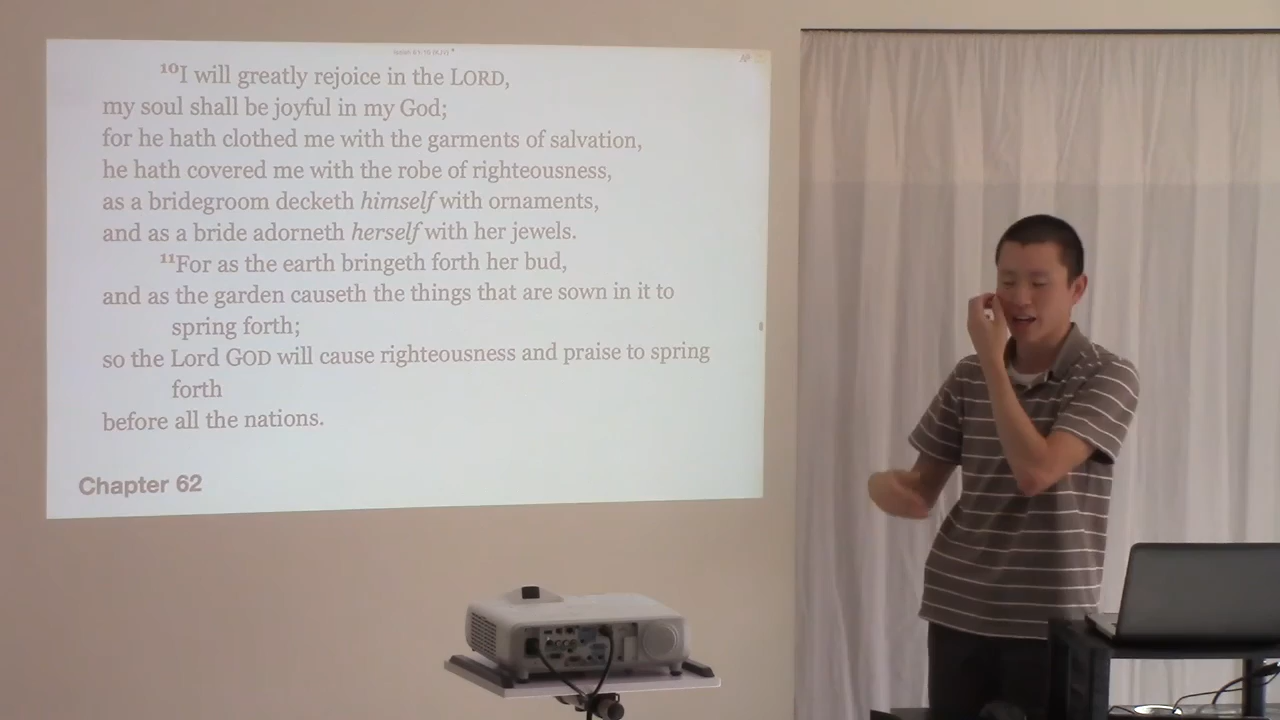 ¹⁰I will greatly rejoice in the LORD,
my soul shall be joyful in my God;
for he hath clothed me with the garments of salvation,
he hath covered me with the robe of righteousness,
as a bridegroom decketh himself with ornaments,
and as a bride adorneth herself with her jewels.
¹¹For as the earth bringeth forth her bud,
and as the garden causeth the things that are sown in it to
spring forth;
so the Lord GOD will cause righteousness and praise to spring
forth
before all the nations.
Chapter 62